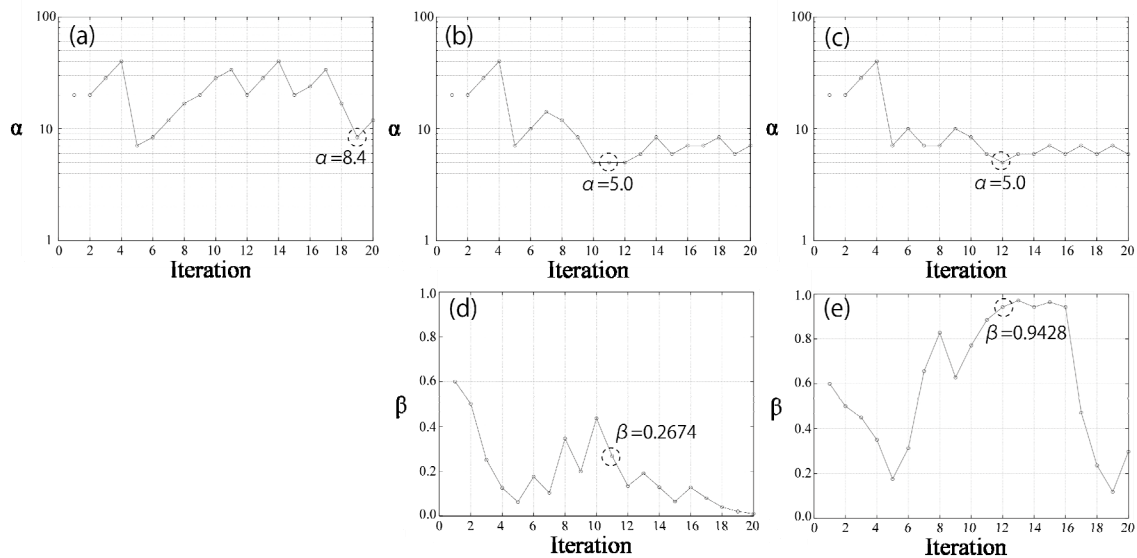 (a)
100
10
1
α
α=8.4
0 2 4 6 8 10 12 14 16 18 20
Iteration
(b)
100
10
1
α
α=5.0
0 2 4 6 8 10 12 14 16 18 20
Iteration
(c)
100
10
1
α
α=5.0
0 2 4 6 8 10 12 14 16 18 20
Iteration
(d)
1.0
0.8
0.6
0.4
0.2
0.0
β
β=0.2674
0 2 4 6 8 10 12 14 16 18 20
Iteration
(e)
1.0
0.8
0.6
0.4
0.2
0.0
β
β=0.9428
0 2 4 6 8 10 12 14 16 18 20
Iteration